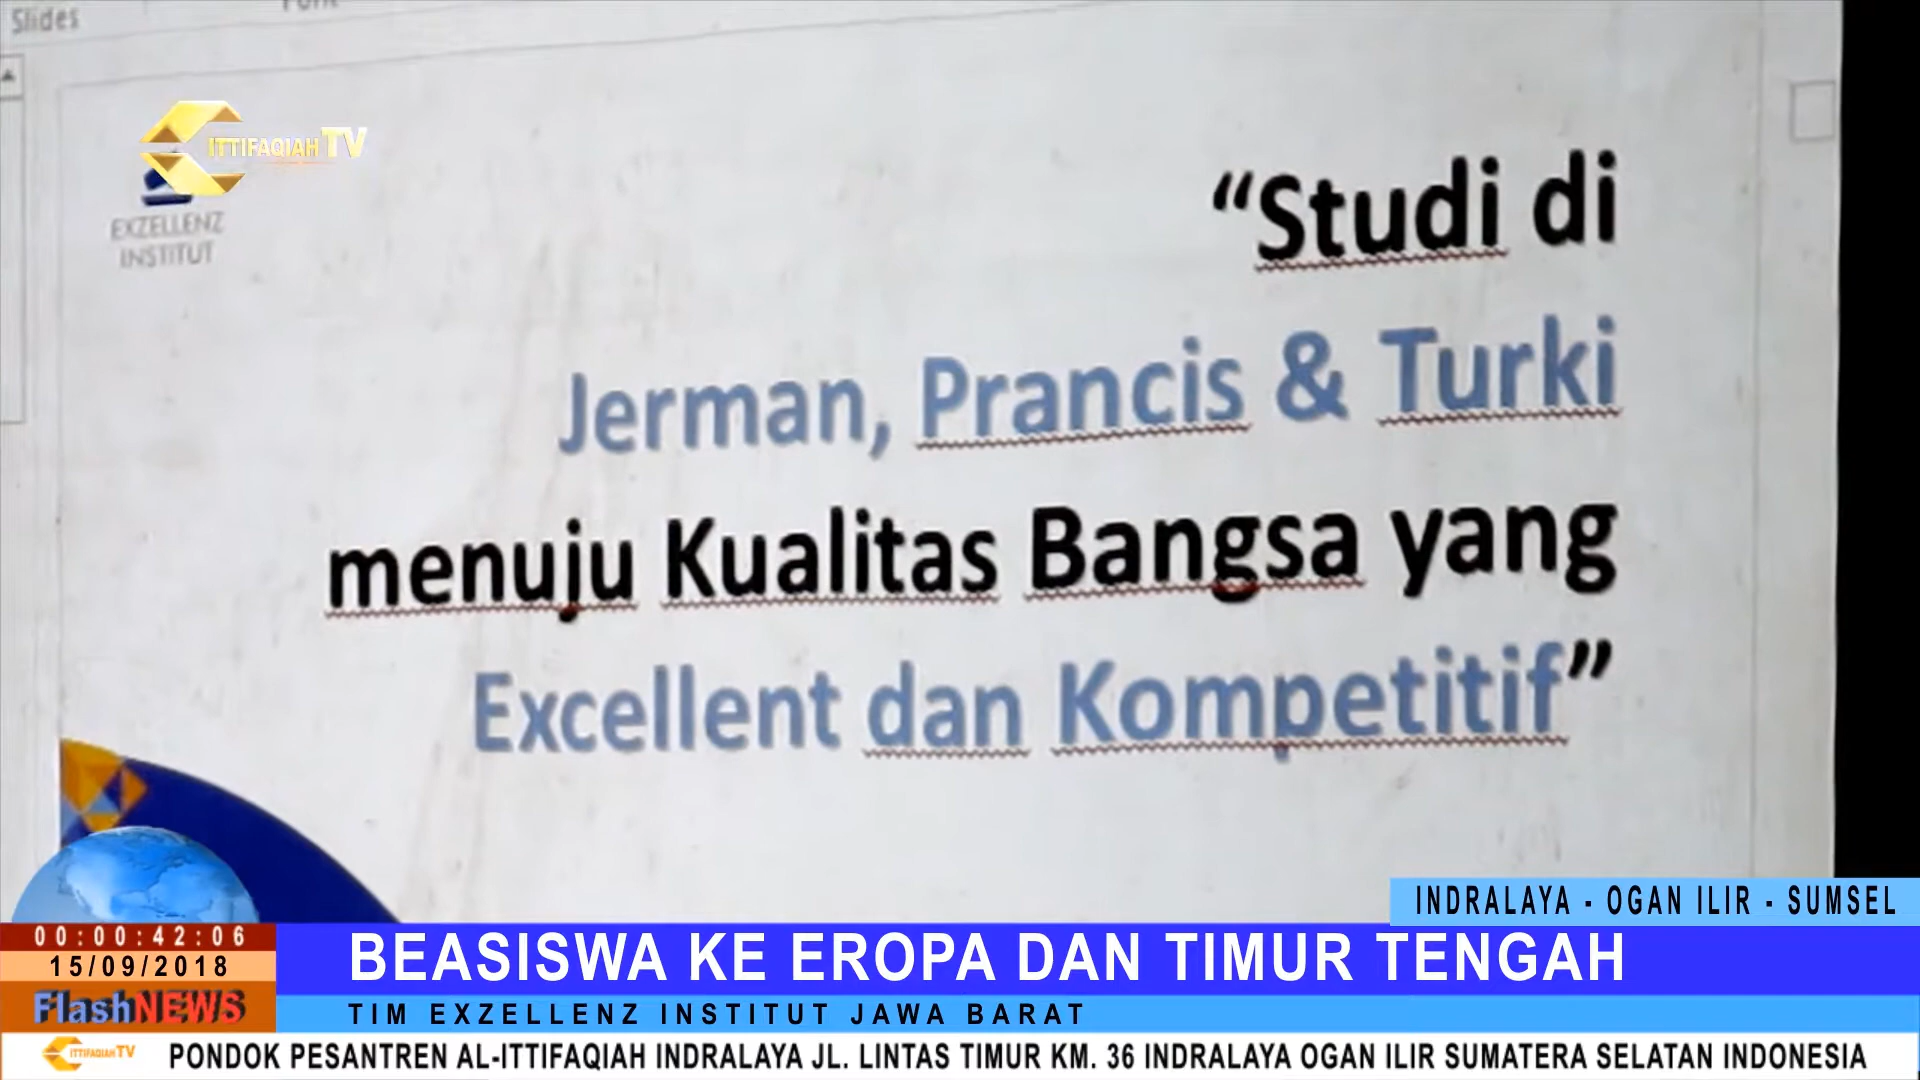 Slides
Font
ITTIFAQIAH TV
EXZELLENZ
INSTITUT
“Studi di
Jerman, Prancis & Turki
menuju Kualitas Bangsa yang
Excellent dan Kompetitif”
INDRALAYA - OGAN ILIR - SUMSEL
00:00:42:06
15/09/2018
FlashNEWS
BEASISWA KE EROPA DAN TIMUR TENGAH
TIM EXZELLENZ INSTITUT JAWA BARAT
ITTIFAQIAH TV
PONDOK PESANTREN AL-ITTIFAQIAH INDRALAYA JL. LINTAS TIMUR KM. 36 INDRALAYA OGAN ILIR SUMATERA SELATAN INDONESIA